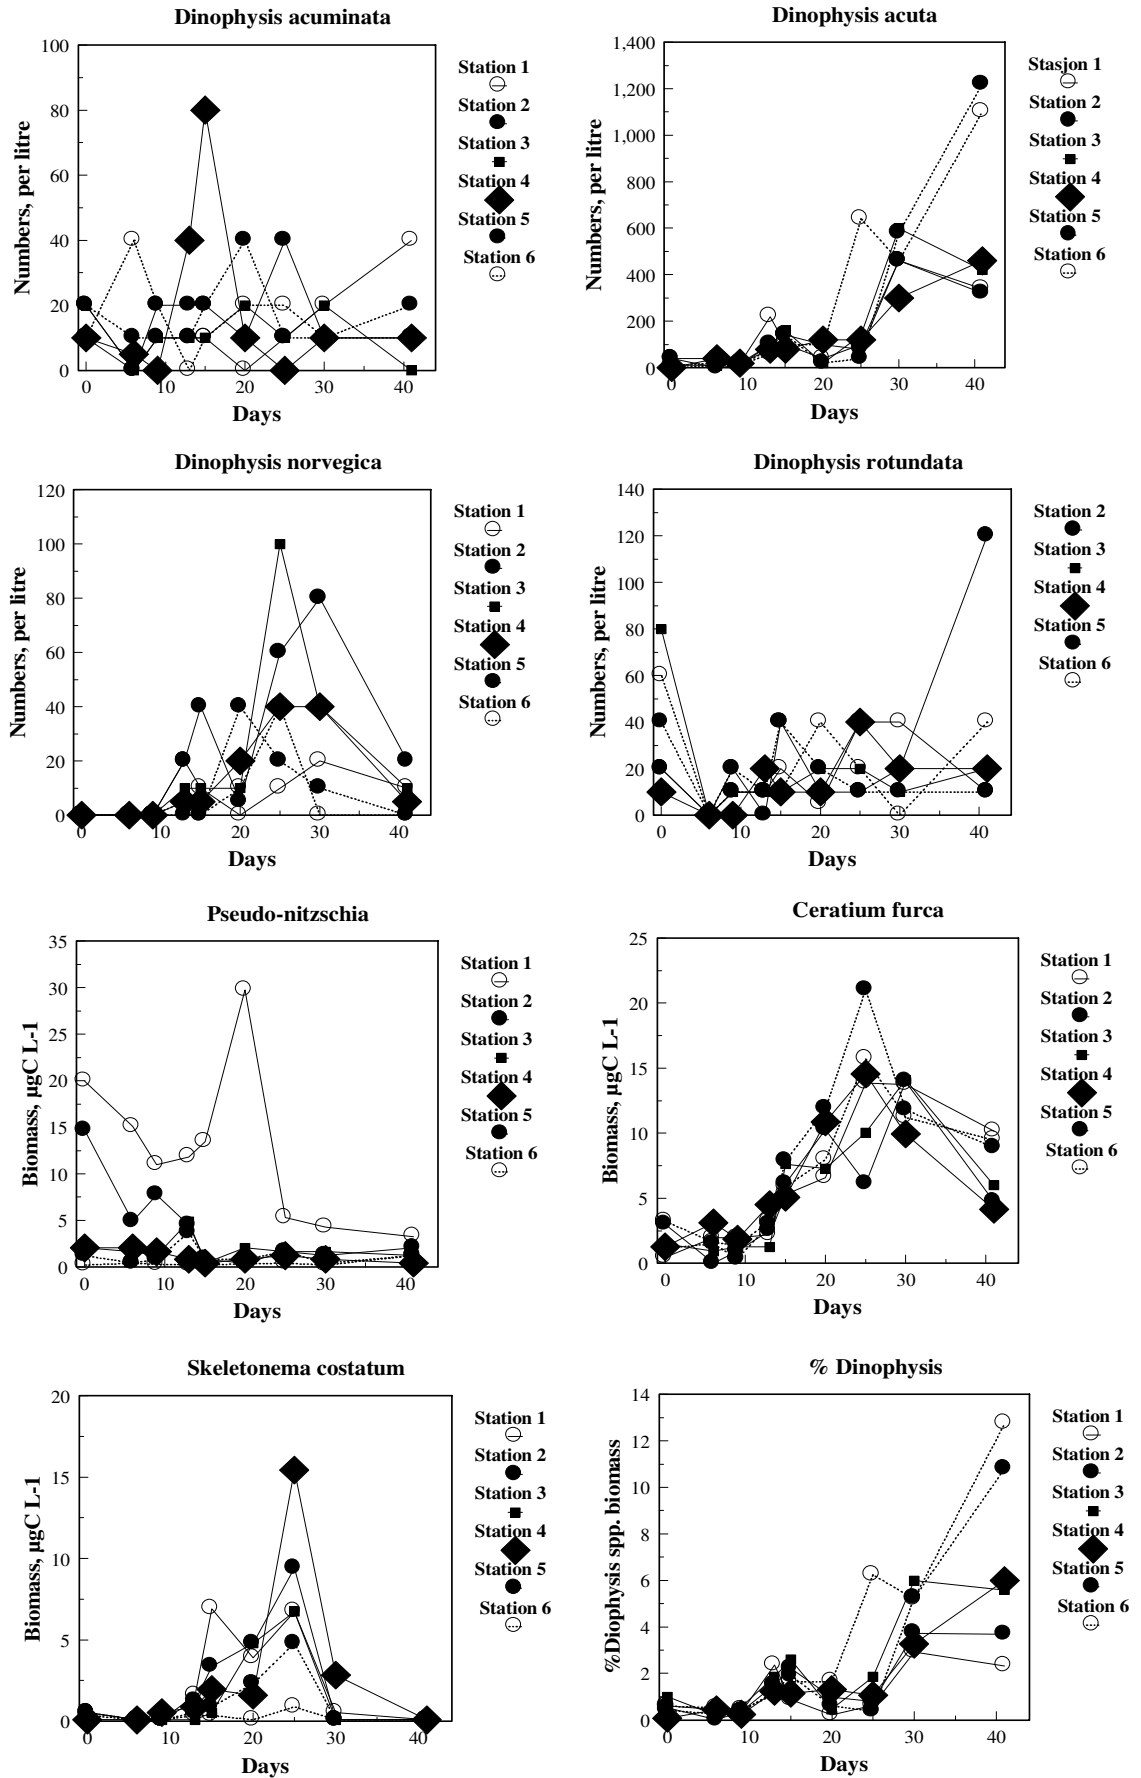 Dinophysis acuminata
100
80
60
40
20
0
0 10 20 30 40
Numbers, per litre
Days
Station 1
Station 2
Station 3
Station 4
Station 5
Station 6
Dinophysis acuta
1,400
1,200
1,000
800
600
400
200
0
0 10 20 30 40
Numbers, per litre
Days
Stasjon 1
Station 2
Station 3
Station 4
Station 5
Station 6
Dinophysis norvegica
120
100
80
60
40
20
0
0 10 20 30 40
Numbers, per litre
Days
Station 1
Station 2
Station 3
Station 4
Station 5
Station 6
Dinophysis rotundata
140
120
100
80
60
40
20
0
0 10 20 30 40
Numbers, per litre
Days
Station 2
Station 3
Station 4
Station 5
Station 6
Pseudo-nitzschia
35
30
25
20
15
10
5
0
0 10 20 30 40
Biomass, µgC L-1
Days
Station 1
Station 2
Station 3
Station 4
Station 5
Station 6
Ceratium furca
25
20
15
10
5
0
0 10 20 30 40
Biomass, µgC L-1
Days
Station 1
Station 2
Station 3
Station 4
Station 5
Station 6
Skeletonema costatum
20
15
10
5
0
0 10 20 30 40
Biomass, µgC L-1
Days
Station 1
Station 2
Station 3
Station 4
Station 5
Station 6
% Dinophysis
14
12
10
8
6
4
2
0
0 10 20 30 40
%Diophysis spp. biomass
Days
Station 1
Station 2
Station 3
Station 4
Station 5
Station 6